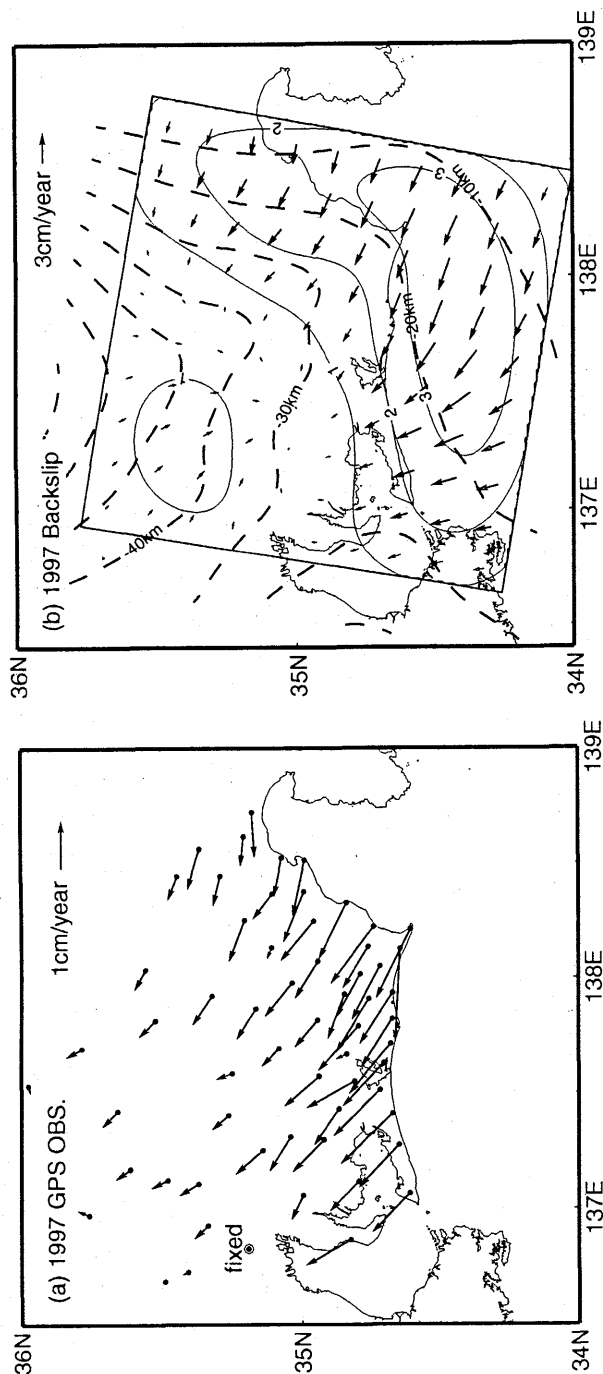 (a) 1997 GPS OBS.
1cm/year
fixed
36N
35N
34N
137E
138E
139E
(b) 1997 Backslip
3cm/year
-40km
-30km
-20km
-10km
1
2
2
3
3
36N
35N
34N
137E
138E
139E